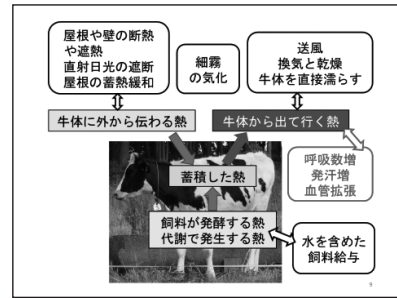 屋根や壁の断熱
や遮熱
直射日光の遮断
屋根の蓄熱緩和
細霧
の気化
送風
換気と乾燥
牛体を直接濡らす
牛体に外から伝わる熱
牛体から出て行く熱
呼吸数増
発汗増
血管拡張
蓄積した熱
飼料が発酵する熱
代謝で発生する熱
水を含めた
飼料給与
9